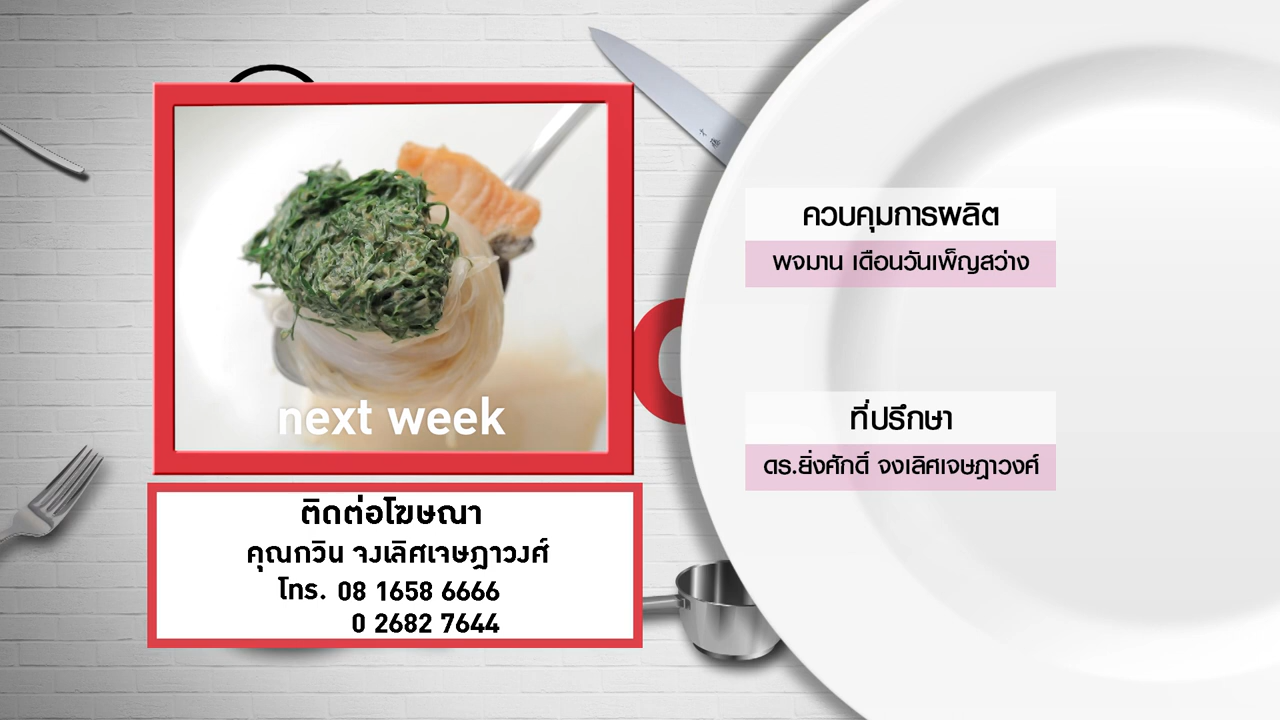 next week
ติดต่อโฆษณา
คุณกวิน จงเลิศเจษฎาวงศ์
โทร. 08 1658 6666
0 2682 7644
ควบคุมการผลิต
พจมาน เดือนวันเพ็ญสว่าง
ที่ปรึกษา
ดร.ยิ่งศักดิ์ จงเลิศเจษฎาวงศ์